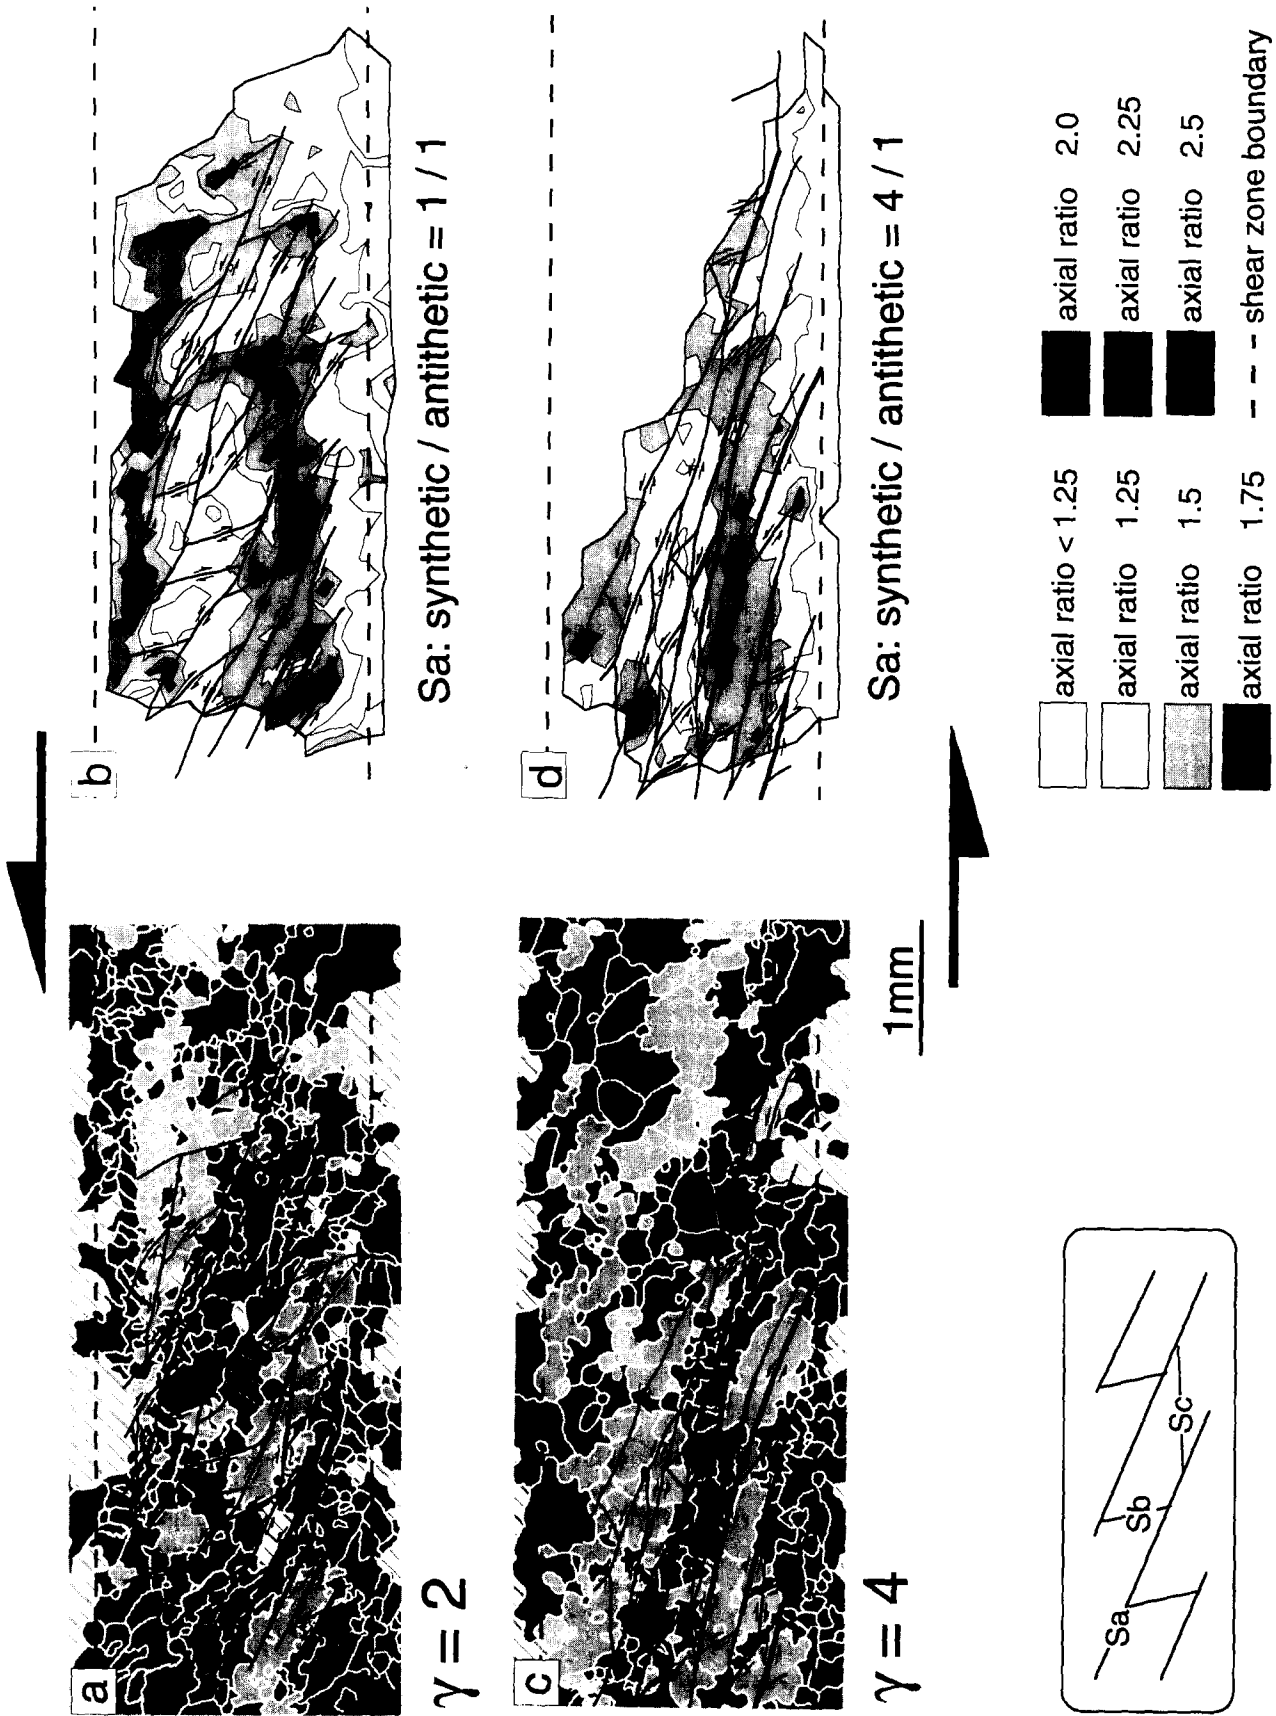 a
γ = 2
b
Sa: synthetic / antithetic = 1 / 1
c
γ = 4
1mm
d
Sa: synthetic / antithetic = 4 / 1
Sa
Sb
Sc
axial ratio < 1.25
axial ratio 1.25
axial ratio 1.5
axial ratio 1.75
axial ratio 2.0
axial ratio 2.25
axial ratio 2.5
shear zone boundary